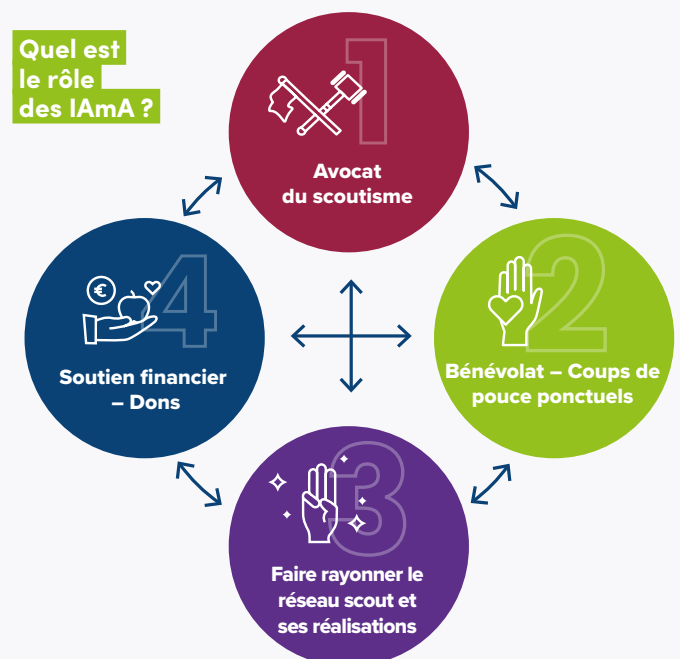 Quel est
le rôle
des IAmA ?
1
Avocat
du scoutisme
2
Bénévolat – Coups de
pouce ponctuels
3
Faire rayonner le
réseau scout et
ses réalisations
4
€
Soutien financier
– Dons